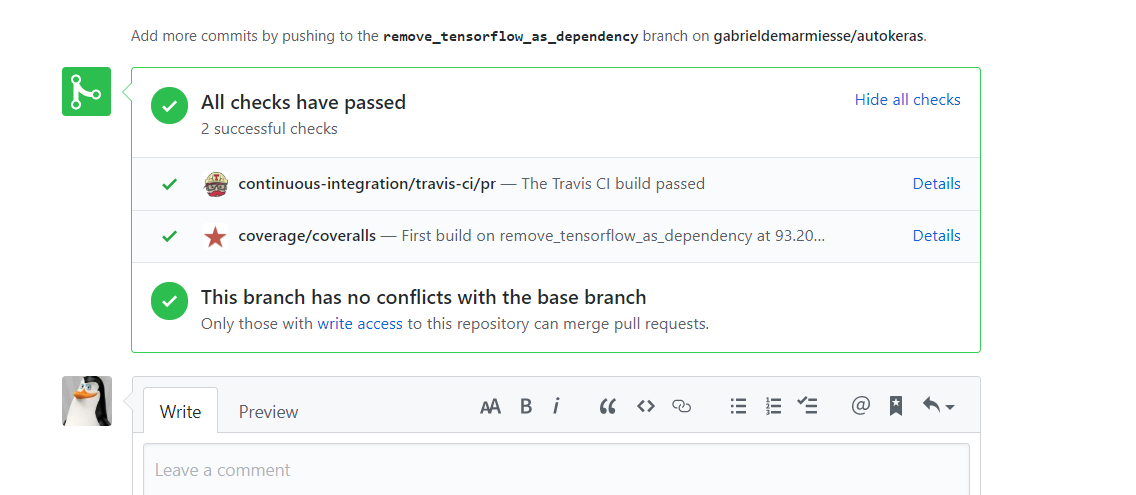 Add more commits by pushing to the remove_tensorflow_as_dependency branch on gabrieldemarmiesse/autokeras.
All checks have passed
Hide all checks
2 successful checks
continuous-integration/travis-ci/pr — The Travis CI build passed
Details
coverage/coveralls — First build on remove_tensorflow_as_dependency at 93.20...
Details
This branch has no conflicts with the base branch
Only those with write access to this repository can merge pull requests.
Write
Preview
Leave a comment